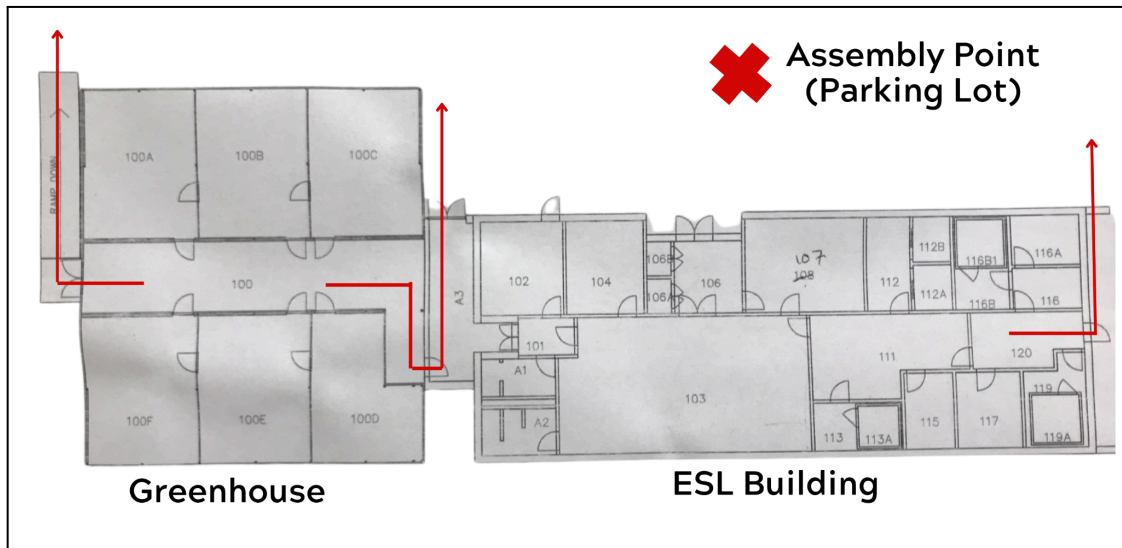 Assembly Point
(Parking Lot)
100A
100B
100C
RAMP DOWN
100
100F
100E
100D
A3
102
104
106B
106A
106
107
108
112
112B
112A
116B1
116B
116A
116
101
A1
A2
103
111
120
113
113A
115
117
119
119A
Greenhouse
ESL Building